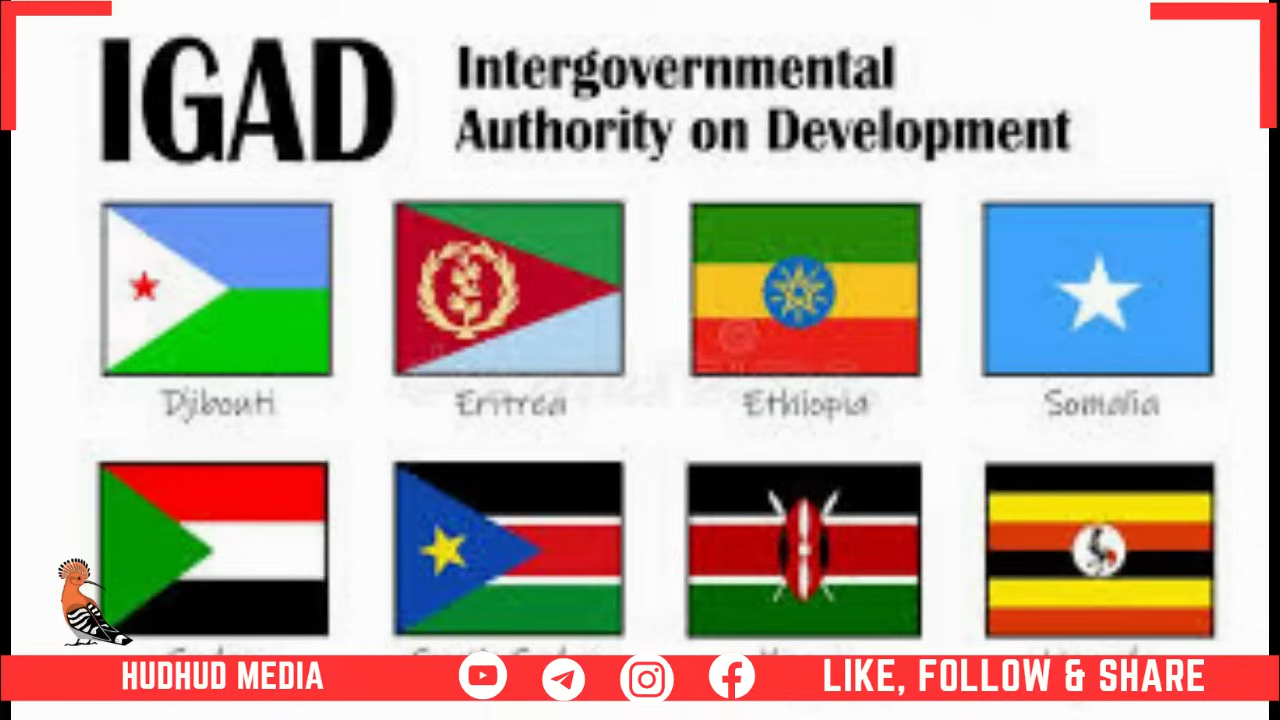 IGAD
Intergovernmental
Authority on Development
Djibouti
Eritrea
Ethiopia
Somalia
HUDHUD MEDIA
LIKE, FOLLOW & SHARE